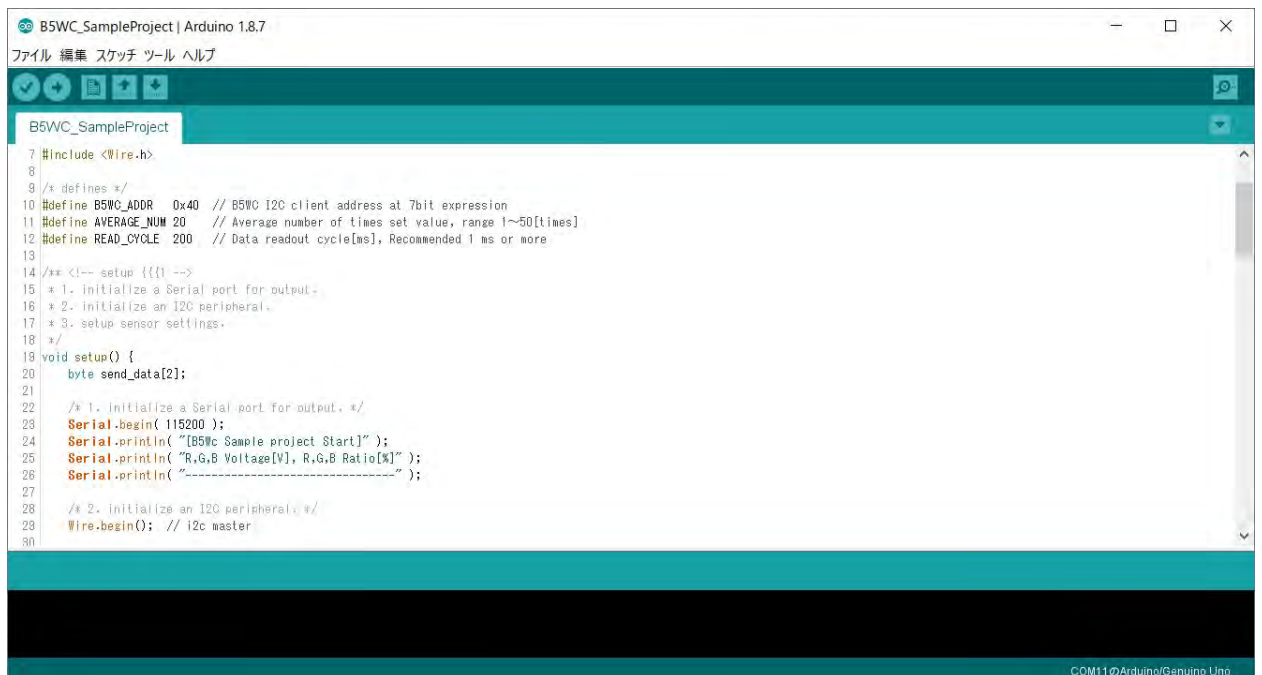 B5WC_SampleProject | Arduino 1.8.7
ファイル 編集 スケッチ ツール ヘルプ
B5WC_SampleProject
7 #include <Wire.h>
8
9 /* defines */
10 #define B5WC_ADDR   0x40  // B5WC I2C client address at 7bit expression
11 #define AVERAGE_NUM 20    // Average number of times set value, range 1～50[times]
12 #define READ_CYCLE  200   // Data readout cycle[ms], Recommended 1 ms or more
13
14 /** <!-- setup {{{1 -->
15  * 1. initialize a Serial port for output.
16  * 2. initialize an I2C peripheral.
17  * 3. setup sensor settings.
18  */
19 void setup() {
20     byte send_data[2];
21
22     /* 1. initialize a Serial port for output. */
23     Serial.begin( 115200 );
24     Serial.println( "[B5Wc Sample project Start]" );
25     Serial.println( "R,G,B Voltage[V], R,G,B Ratio[%]" );
26     Serial.println( "--------------------------------" );
27
28     /* 2. initialize an I2C peripheral. */
29     Wire.begin();  // i2c master
30
COM11のArduino/Genuino Uno